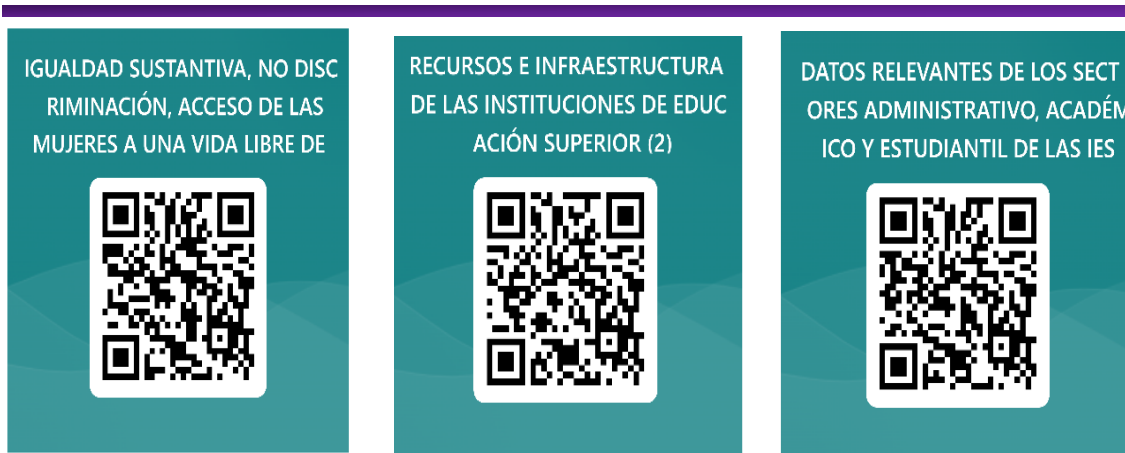 IGUALDAD SUSTANTIVA, NO DISC
RIMINACIÓN, ACCESO DE LAS
MUJERES A UNA VIDA LIBRE DE
RECURSOS E INFRAESTRUCTURA
DE LAS INSTITUCIONES DE EDUC
ACIÓN SUPERIOR (2)
DATOS RELEVANTES DE LOS SECT
ORES ADMINISTRATIVO, ACADÉM
ICO Y ESTUDIANTIL DE LAS IES